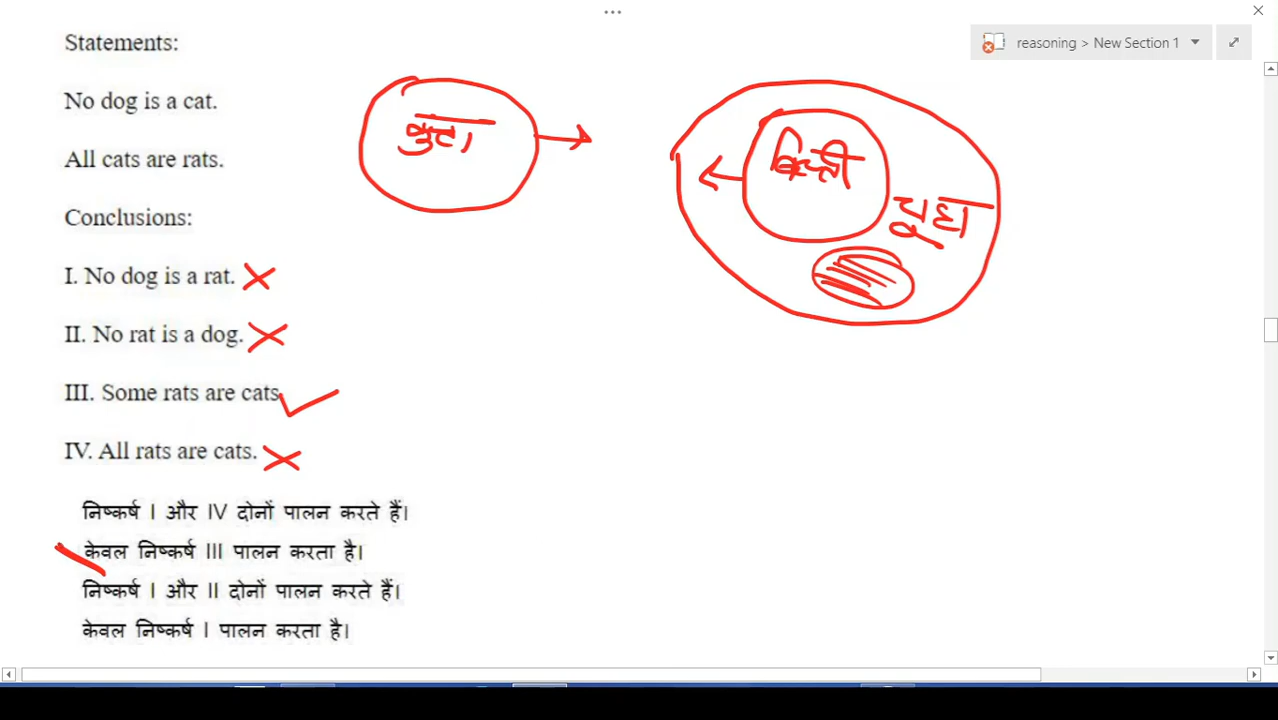 reasoning > New Section 1
Statements:
No dog is a cat.
All cats are rats.
Conclusions:
I. No dog is a rat.
II. No rat is a dog.
III. Some rats are cats
IV. All rats are cats.
कुत्ता
बिल्ली
चूहा
निष्कर्ष I और IV दोनों पालन करते हैं।
केवल निष्कर्ष III पालन करता है।
निष्कर्ष I और II दोनों पालन करते हैं।
केवल निष्कर्ष I पालन करता है।